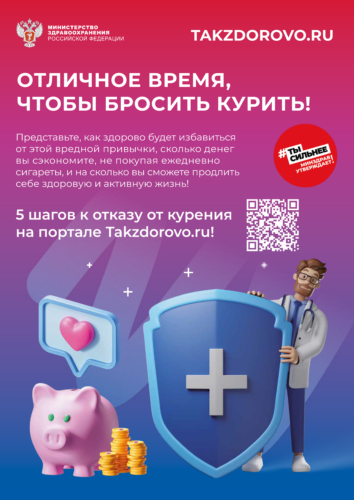 МИНИСТЕРСТВО
ЗДРАВООХРАНЕНИЯ
РОССИЙСКОЙ ФЕДЕРАЦИИ
TAKZDOROVO.RU
ОТЛИЧНОЕ ВРЕМЯ,
ЧТОБЫ БРОСИТЬ КУРИТЬ!
Представьте, как здорово будет избавиться
от этой вредной привычки, сколько денег
вы сэкономите, не покупая ежедневно
сигареты, и на сколько вы сможете продлить
себе здоровую и активную жизнь!
#ТЫ
СИЛЬНЕЕ
МИНЗДРАВ
УТВЕРЖДАЕТ!
5 шагов к отказу от курения
на портале Takzdorovo.ru!